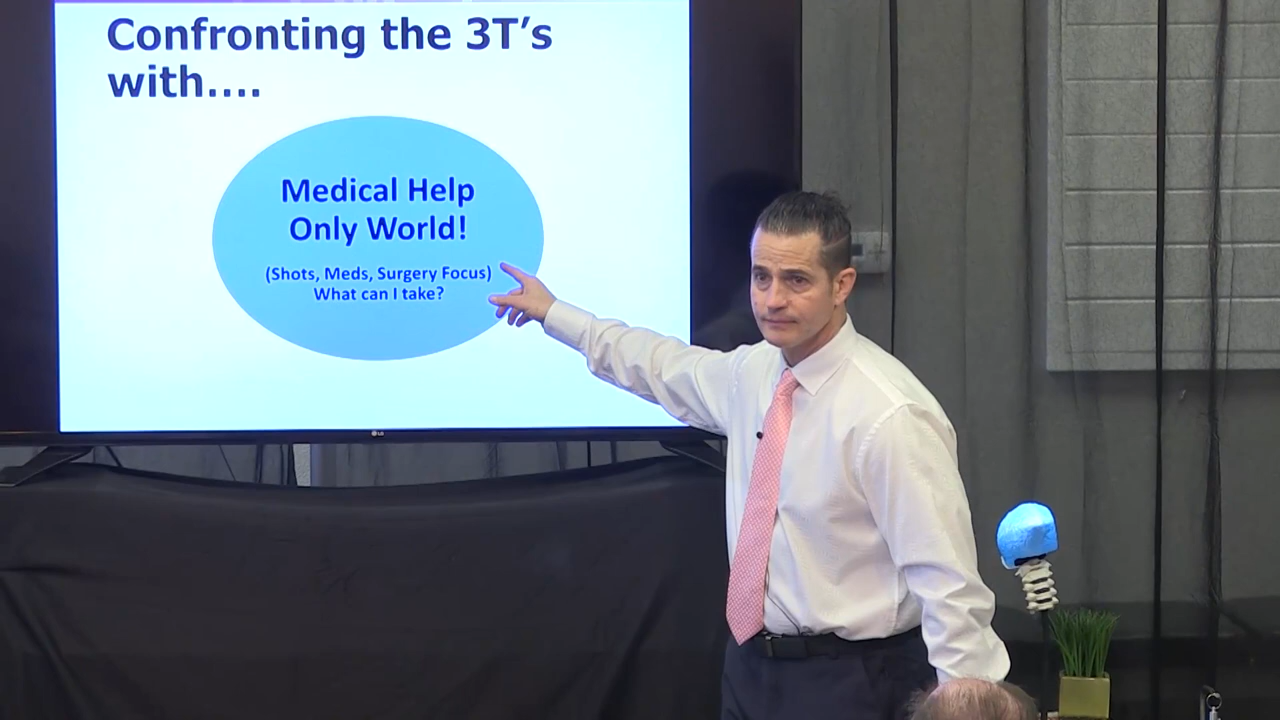 Confronting the 3T's
with....
Medical Help
Only World!
(Shots, Meds, Surgery Focus)
What can I take?
LG